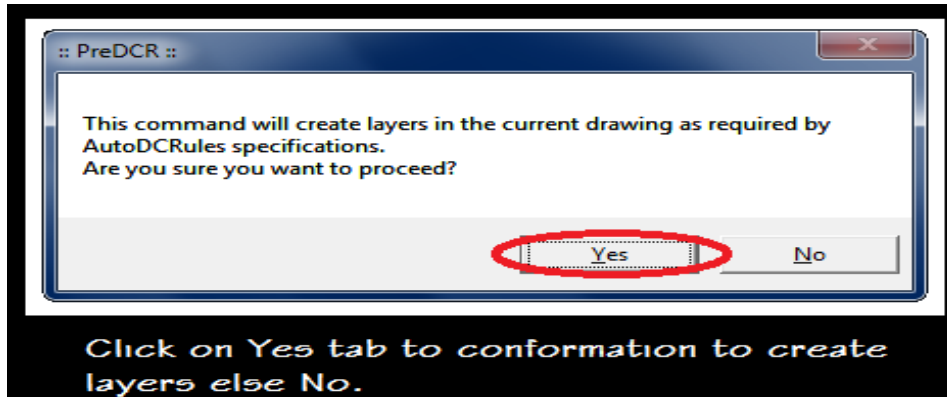 :: PreDCR ::
This command will create layers in the current drawing as required by
AutoDCRules specifications.
Are you sure you want to proceed?
Yes No
Click on Yes tab to conformation to create
layers else No.